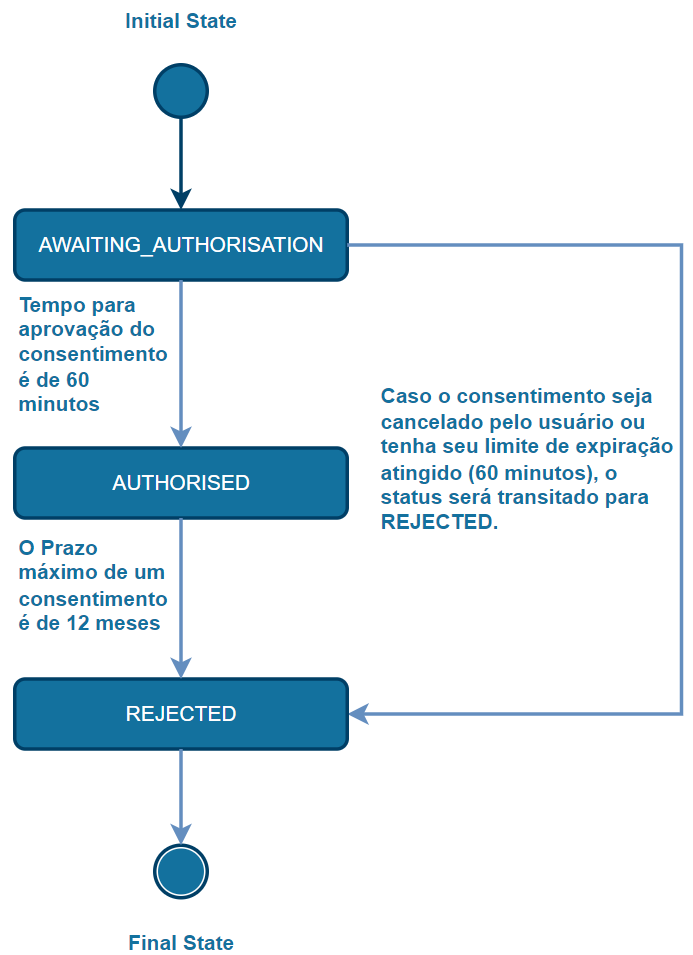 Initial State
AWAITING_AUTHORISATION
Tempo para
aprovação do
consentimento
é de 60
minutos
Caso o consentimento seja
cancelado pelo usuário ou
tenha seu limite de expiração
atingido (60 minutos), o
status será transitado para
REJECTED.
AUTHORISED
O Prazo
máximo de um
consentimento
é de 12 meses
REJECTED
Final State